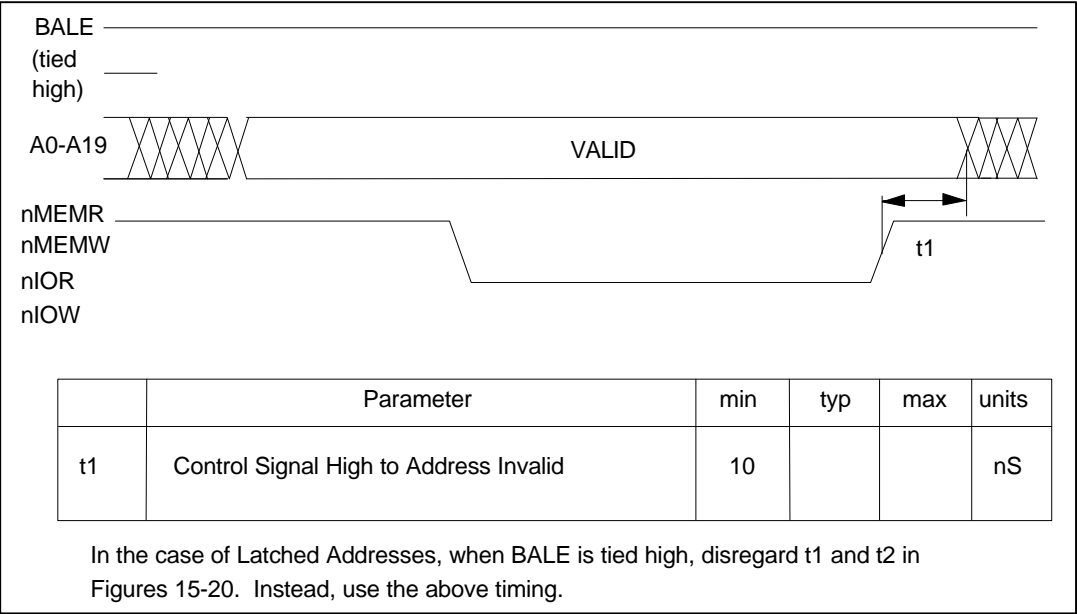 BALE
(tied
high)
A0-A19
VALID
nMEMR
nMEMW
nIOR
nIOW
t1
Parameter min typ max units
t1 Control Signal High to Address Invalid 10 nS
In the case of Latched Addresses, when BALE is tied high, disregard t1 and t2 in
Figures 15-20.  Instead, use the above timing.